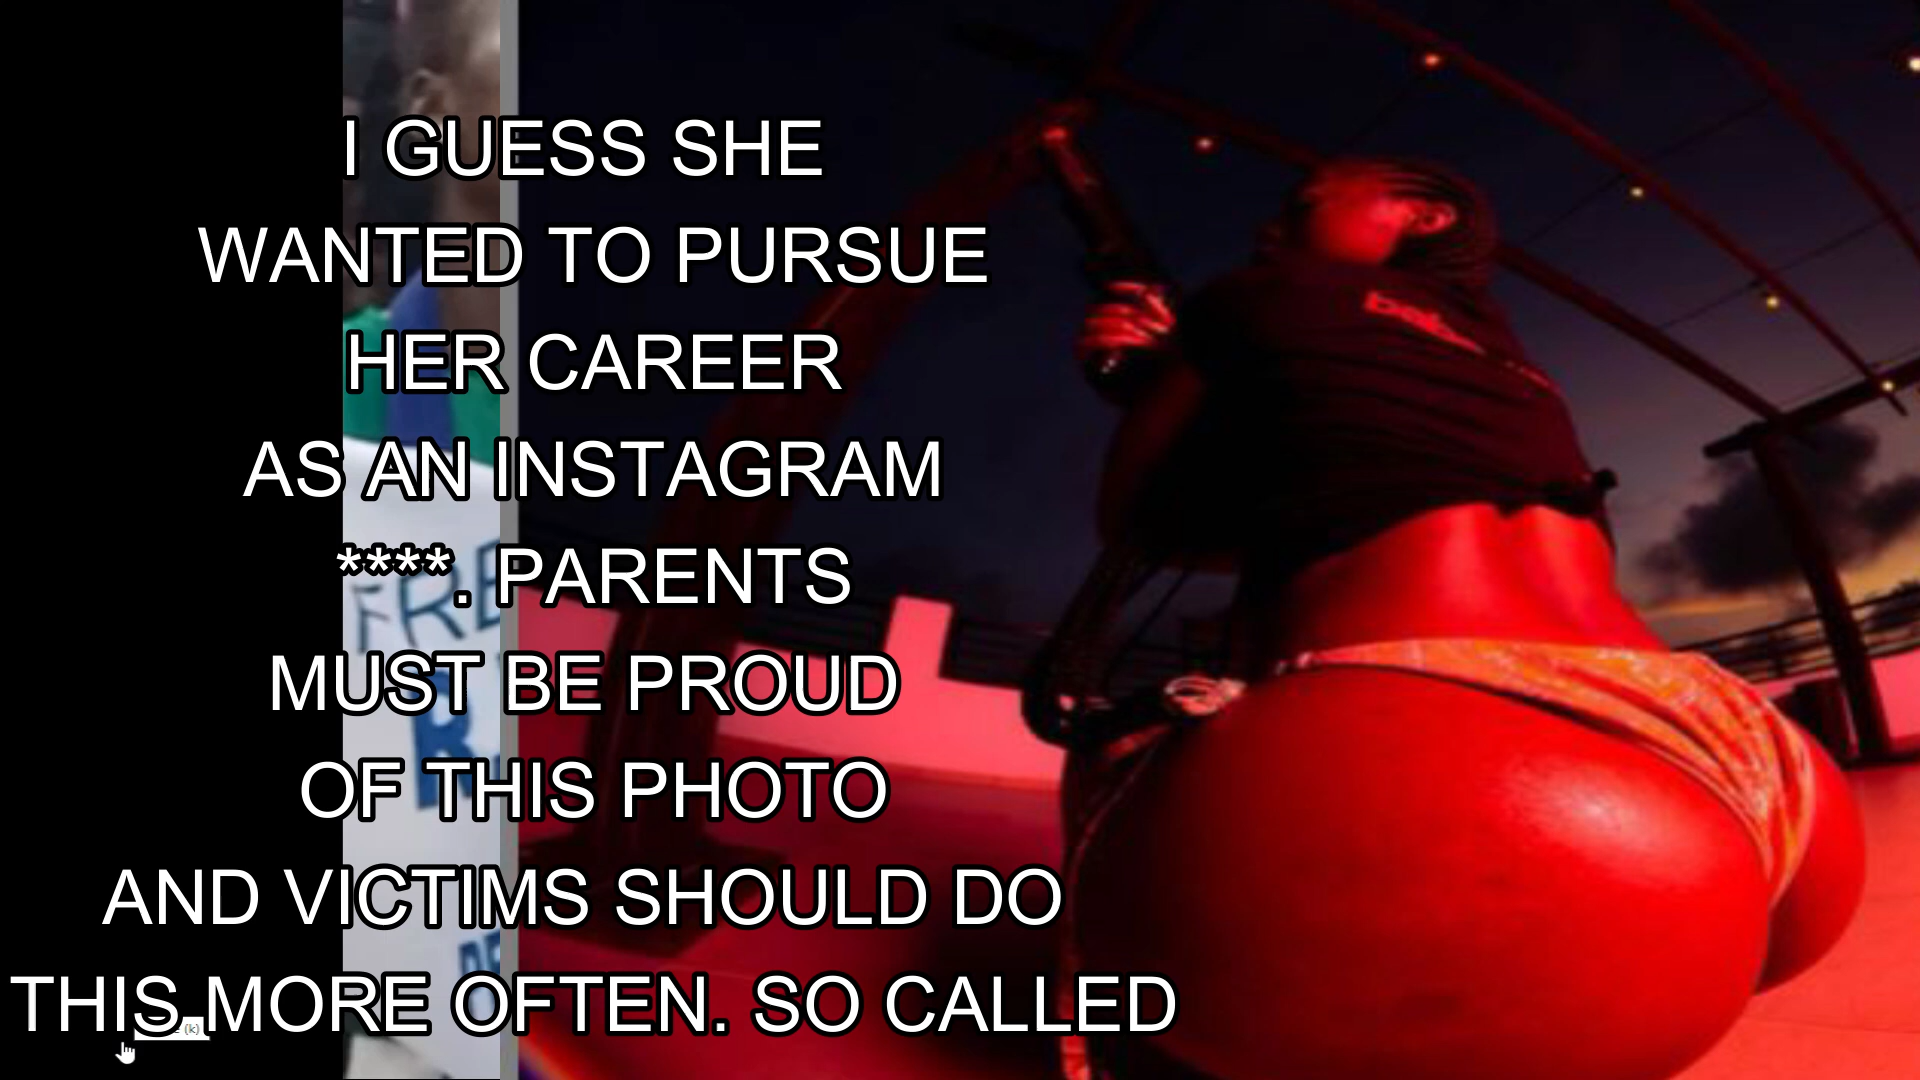 I GUESS SHE
WANTED TO PURSUE
HER CAREER
AS AN INSTAGRAM
****. PARENTS
MUST BE PROUD
OF THIS PHOTO
AND VICTIMS SHOULD DO
THIS MORE OFTEN. SO CALLED
FRE
R
(k)